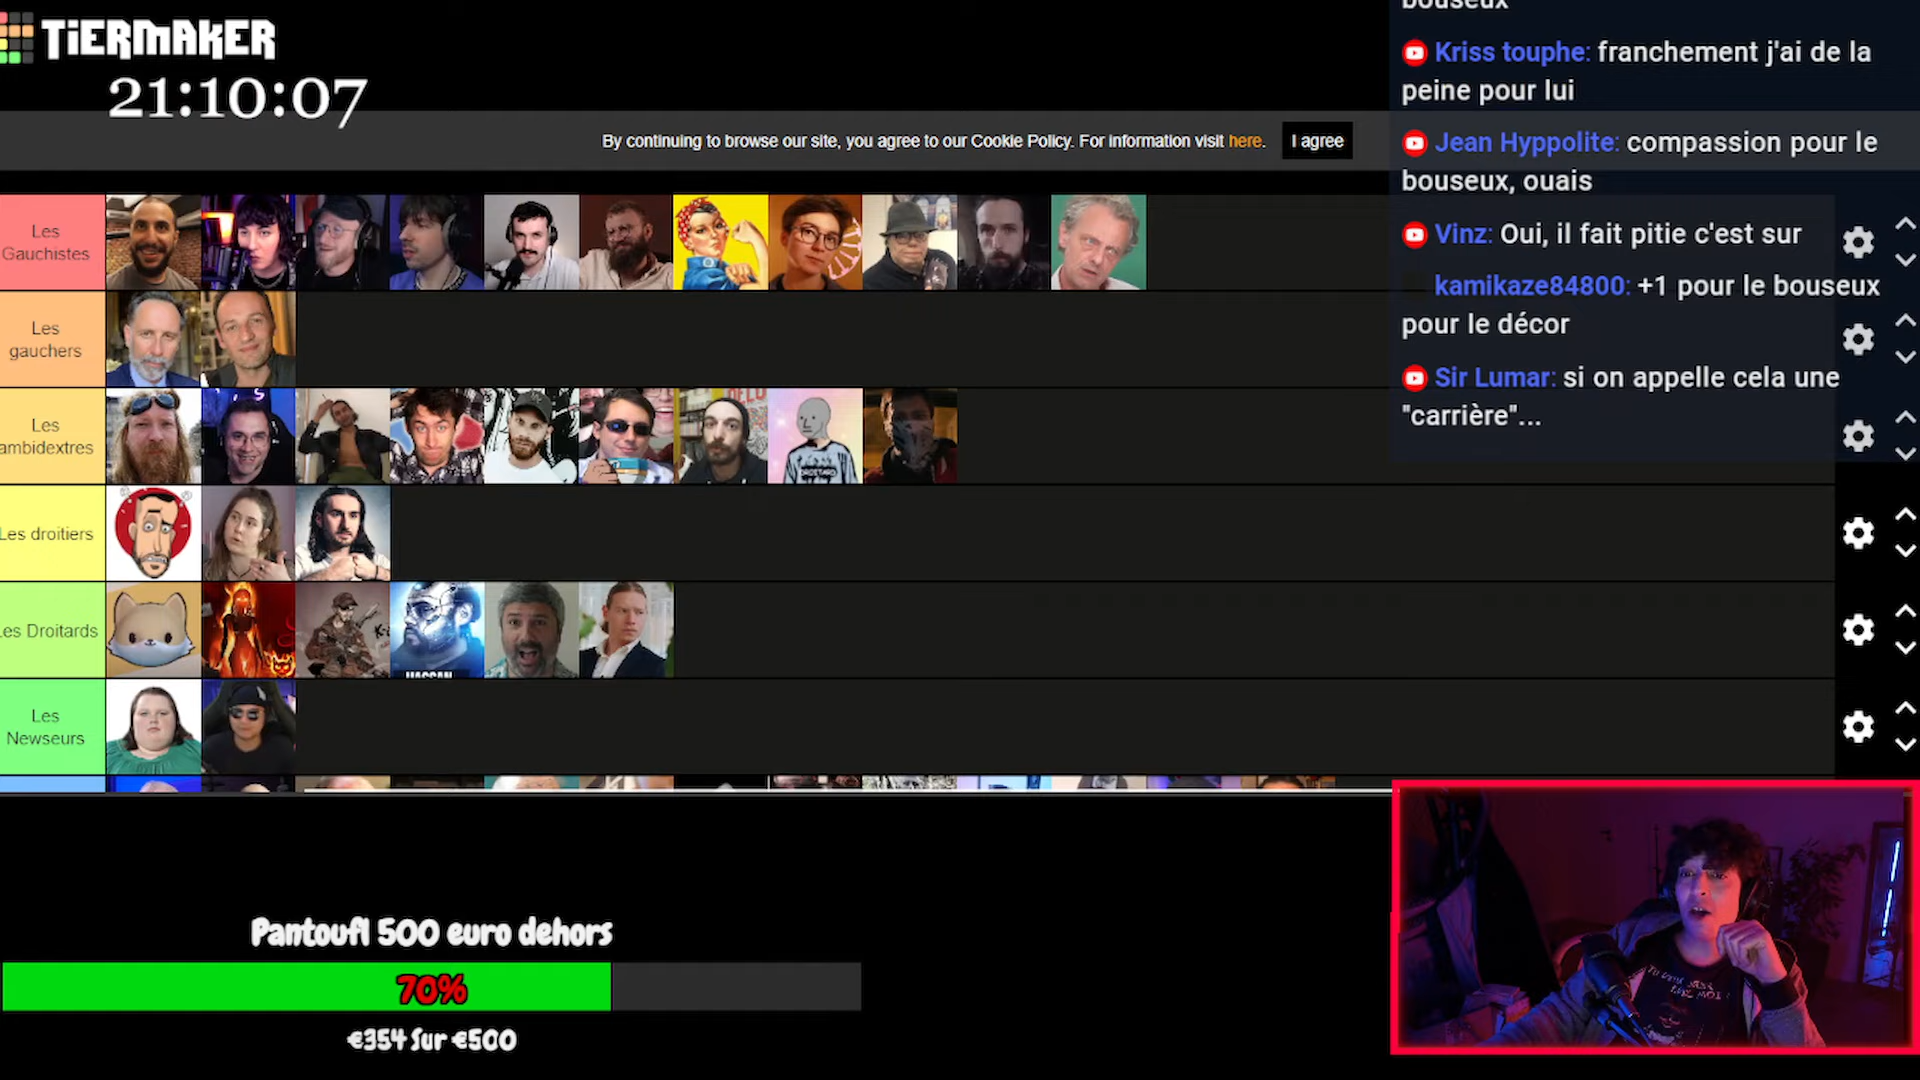 TiERMAKER
21:10:07
By continuing to browse our site, you agree to our Cookie Policy. For information visit here.
I agree
bouseux
Kriss touphe: franchement j'ai de la
peine pour lui
Jean Hyppolite: compassion pour le
bouseux, ouais
Vinz: Oui, il fait pitie c'est sur
kamikaze84800: +1 pour le bouseux
pour le décor
Sir Lumar: si on appelle cela une
"carrière"...
Les
Gauchistes
Les
gauchers
Les
ambidextres
Les droitiers
Les Droitards
Les
Newseurs
DROITARD
HASSAN
Pantoufl 500 euro dehors
70%
€354 Sur €500